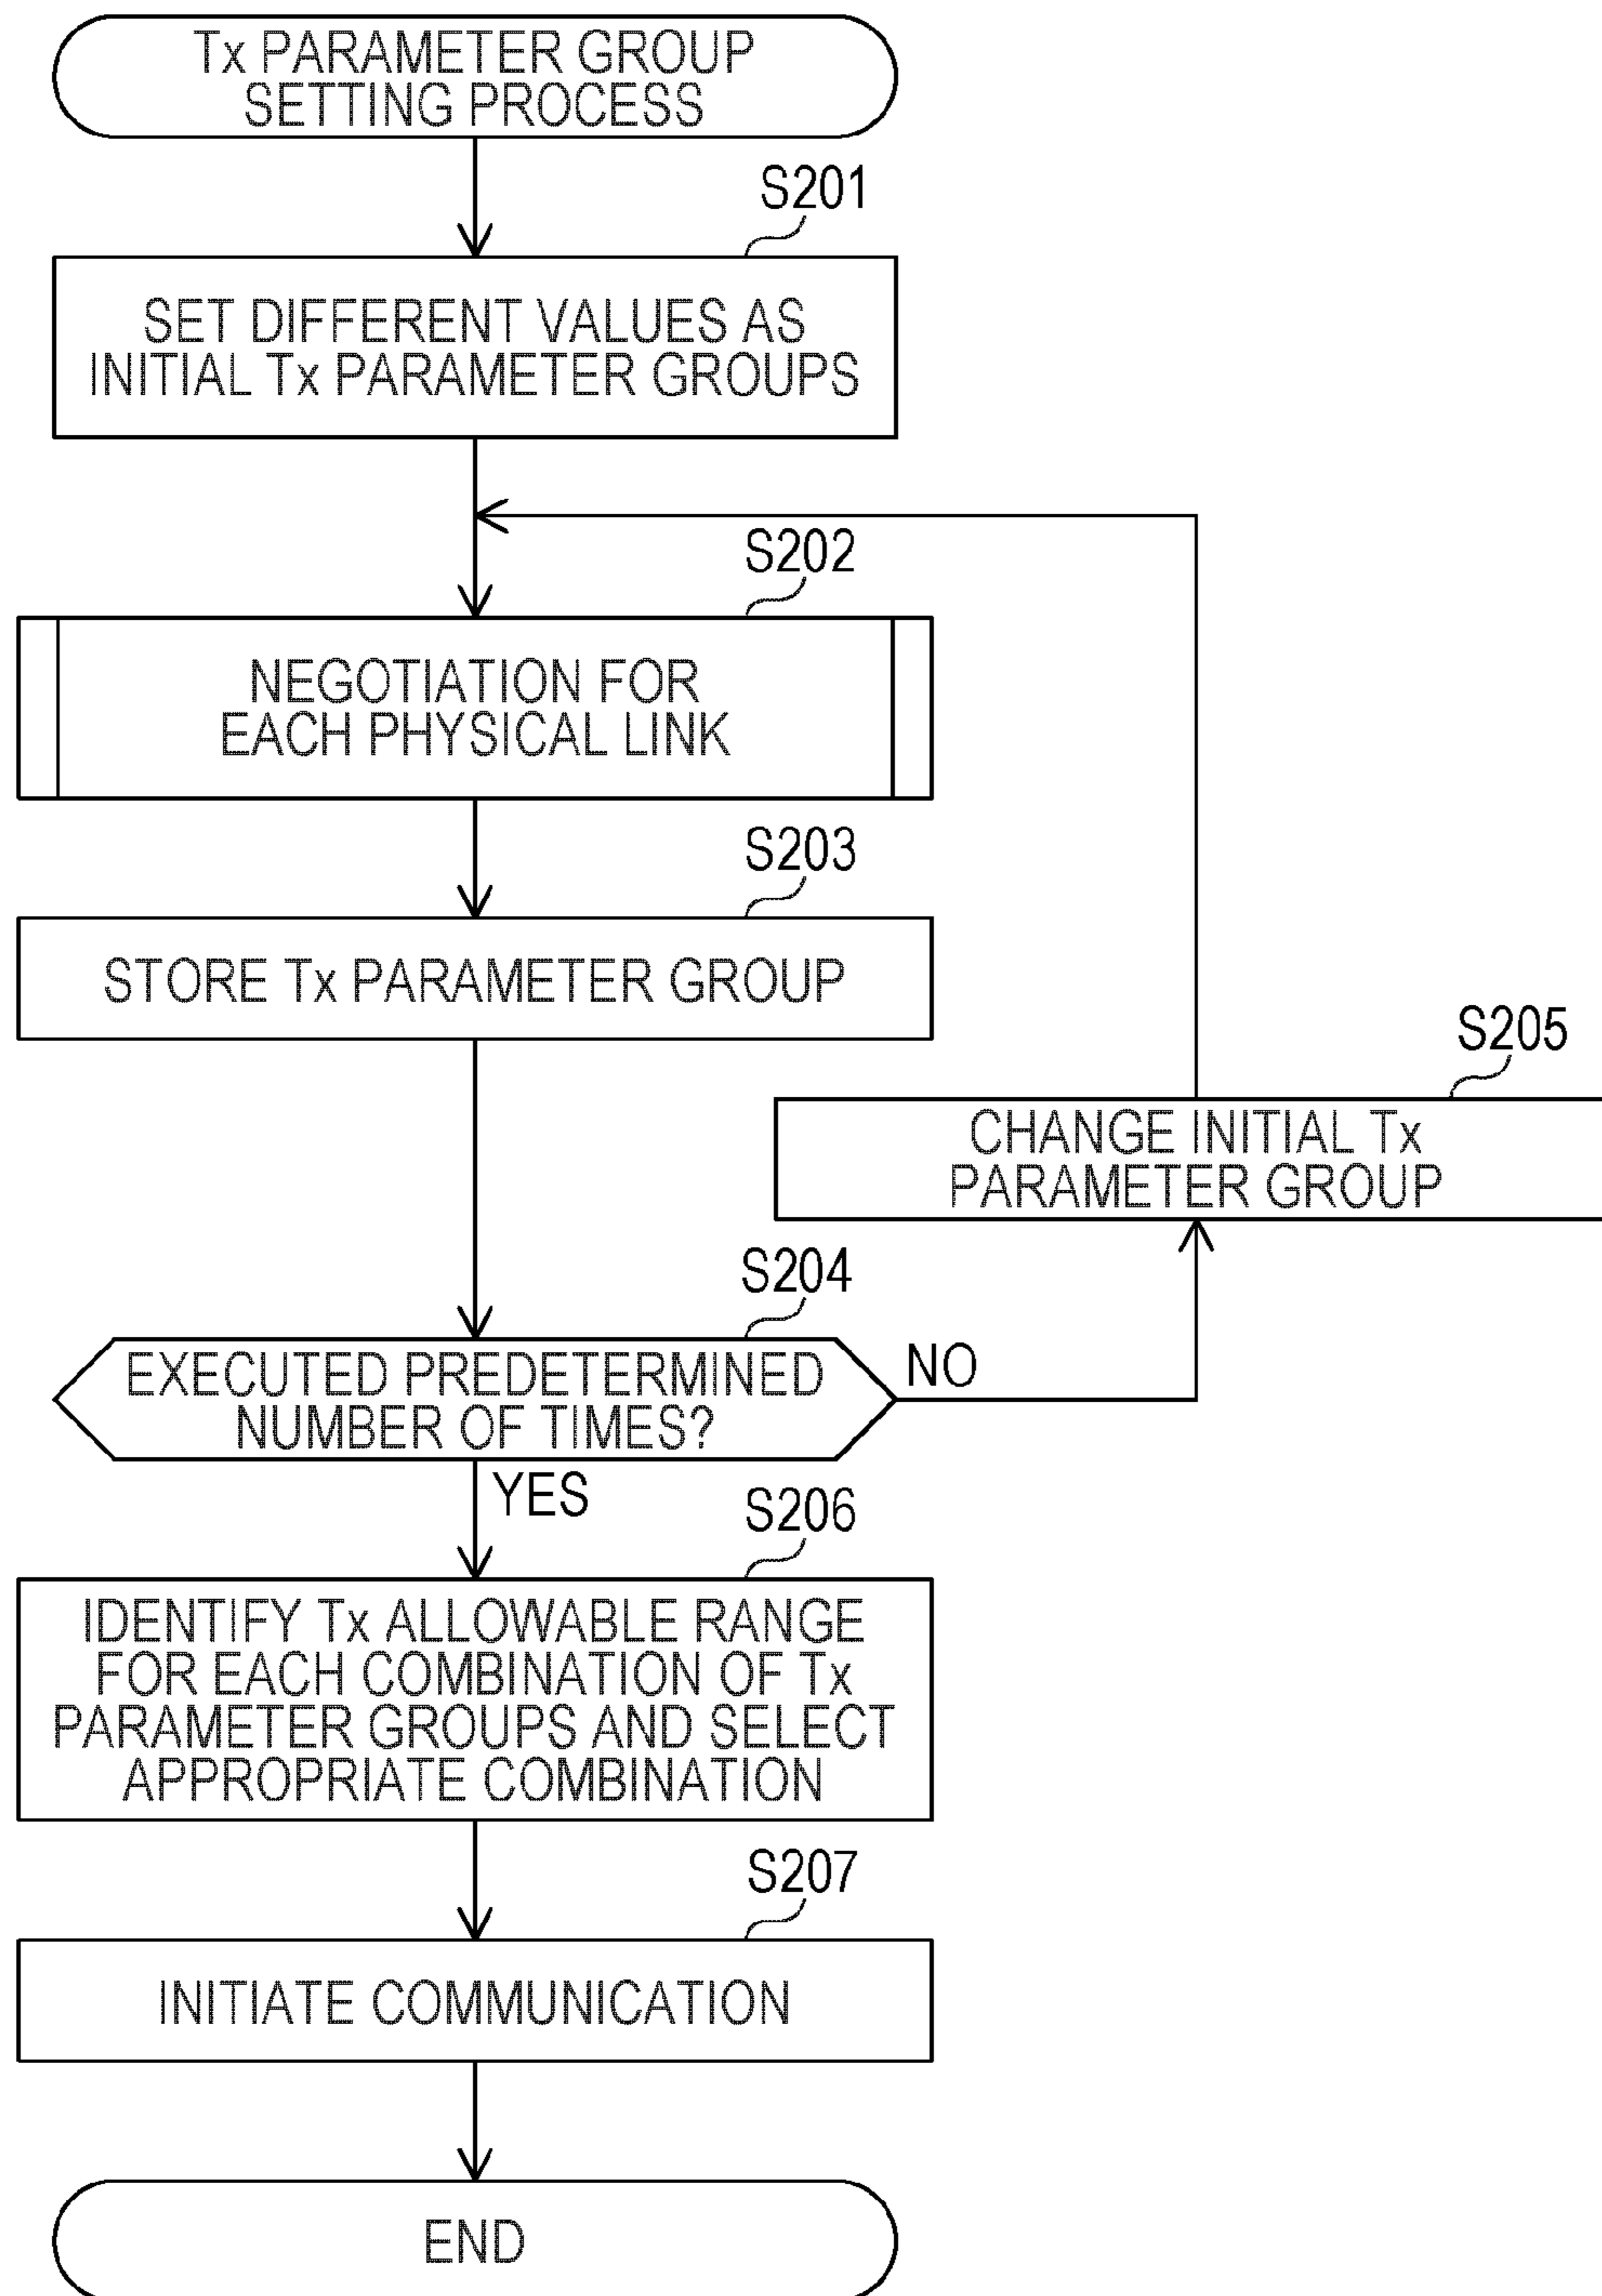 Tx PARAMETER GROUP
SETTING PROCESS
S201
SET DIFFERENT VALUES AS
INITIAL Tx PARAMETER GROUPS
S202
NEGOTIATION FOR
EACH PHYSICAL LINK
S203
STORE Tx PARAMETER GROUP
S205
CHANGE INITIAL Tx
PARAMETER GROUP
S204
EXECUTED PREDETERMINED
NUMBER OF TIMES?
NO
YES
S206
IDENTIFY Tx ALLOWABLE RANGE
FOR EACH COMBINATION OF Tx
PARAMETER GROUPS AND SELECT
APPROPRIATE COMBINATION
S207
INITIATE COMMUNICATION
END